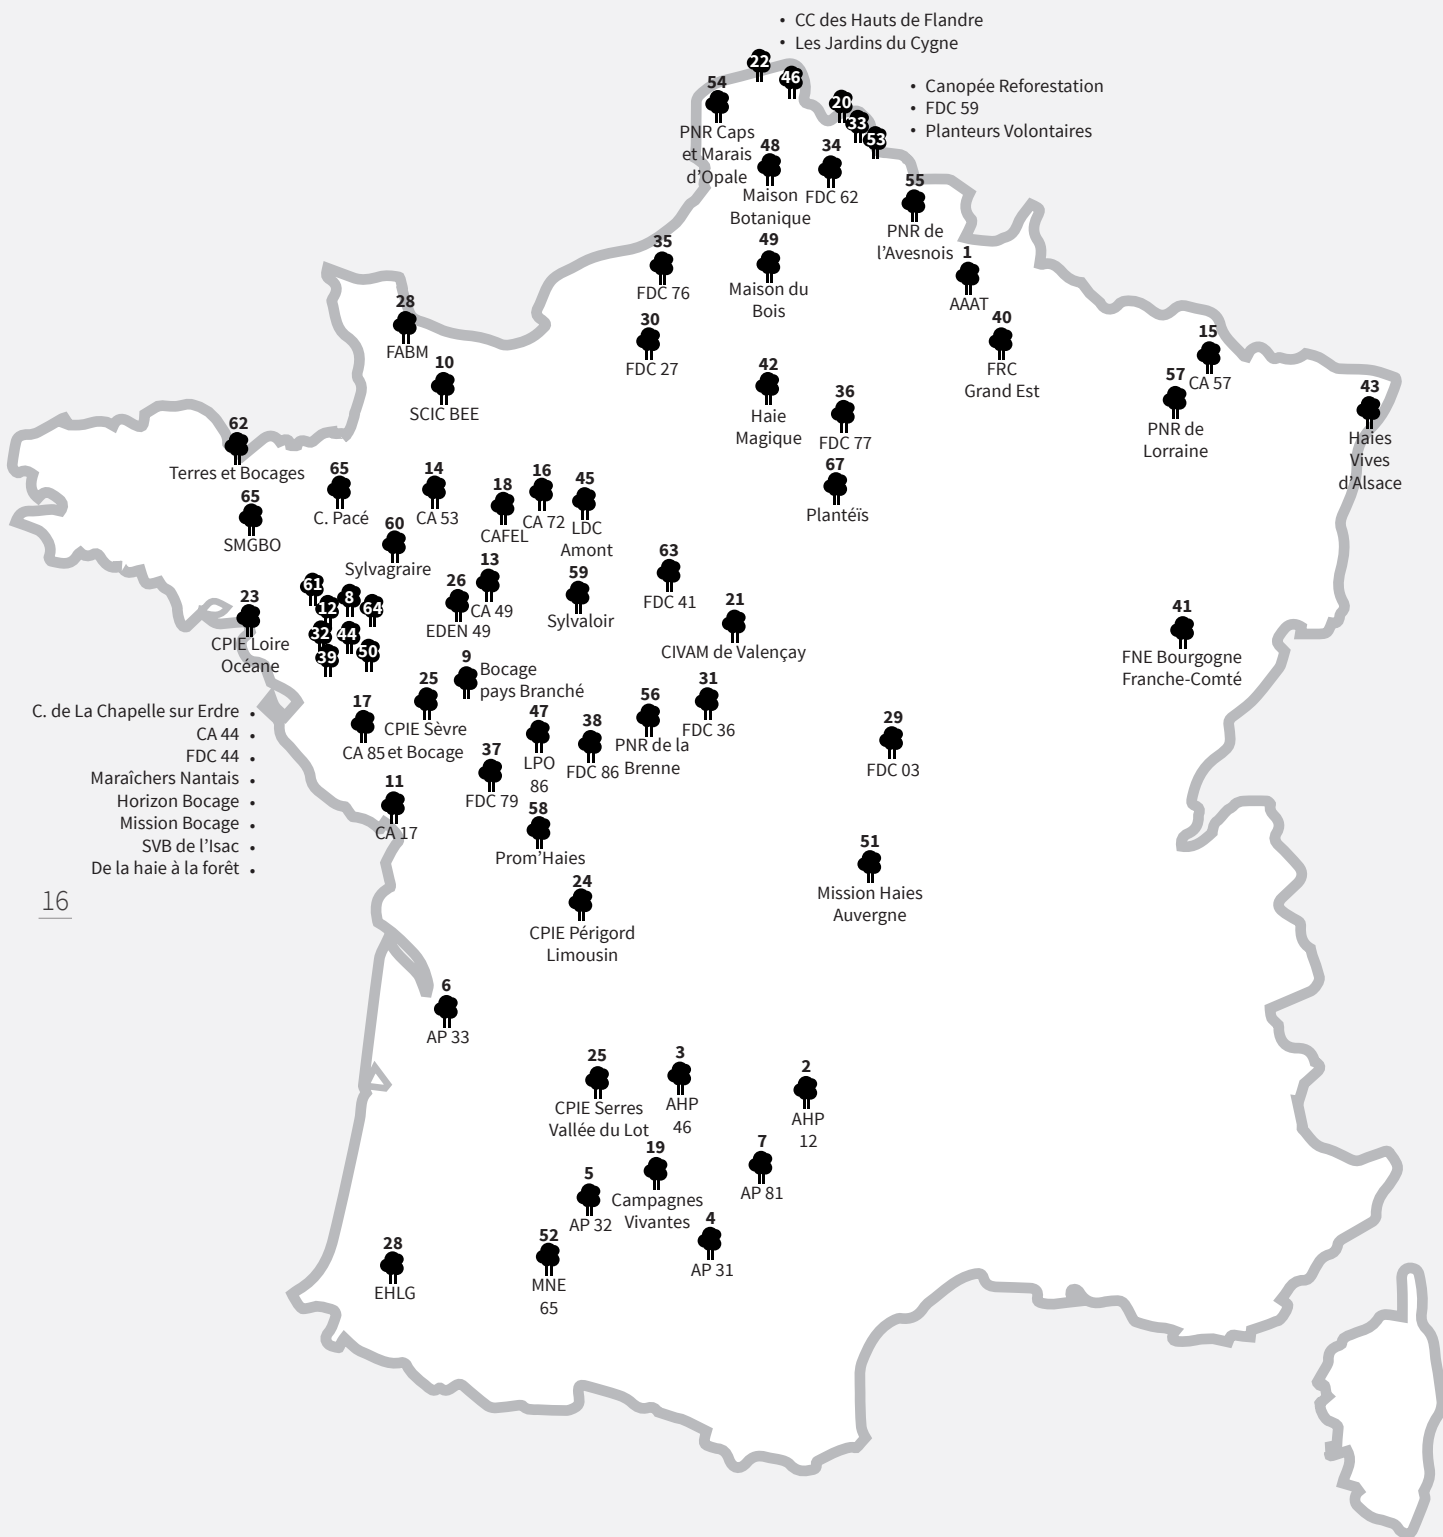 • CC des Hauts de Flandre
• Les Jardins du Cygne
22
46
54
PNR Caps
et Marais
d'Opale
20
33
53
• Canopée Reforestation
• FDC 59
• Planteurs Volontaires
48
Maison
Botanique
34
FDC 62
55
PNR de
l'Avesnois
35
FDC 76
49
Maison du
Bois
1
AAAT
28
FABM
30
FDC 27
40
FRC
Grand Est
15
CA 57
10
SCIC BEE
42
Haie
Magique
36
FDC 77
57
PNR de
Lorraine
43
Haies
Vives
d'Alsace
62
Terres et Bocages
65
C. Pacé
14
CA 53
18
CAFEL
16
CA 72
45
LDC
Amont
67
Plantéïs
65
SMGBO
60
Sylvagraire
13
CA 49
26
EDEN 49
59
Sylvaloir
63
FDC 41
21
CIVAM de Valençay
41
FNE Bourgogne
Franche-Comté
23
CPIE Loire
Océane
61
12
8
64
32
44
39
50
9
Bocage
pays Branché
25
CPIE Sèvre
et Bocage
17
CA 85
47
LPO
86
38
FDC 86
56
PNR de la
Brenne
31
FDC 36
29
FDC 03
C. de La Chapelle sur Erdre •
CA 44 •
FDC 44 •
Maraîchers Nantais •
Horizon Bocage •
Mission Bocage •
SVB de l'Isac •
De la haie à la forêt •
37
FDC 79
11
CA 17
58
Prom'Haies
51
Mission Haies
Auvergne
24
CPIE Périgord
Limousin
16
6
AP 33
25
CPIE Serres
Vallée du Lot
3
AHP
46
2
AHP
12
19
Campagnes
Vivantes
7
AP 81
5
AP 32
4
AP 31
28
EHLG
52
MNE
65